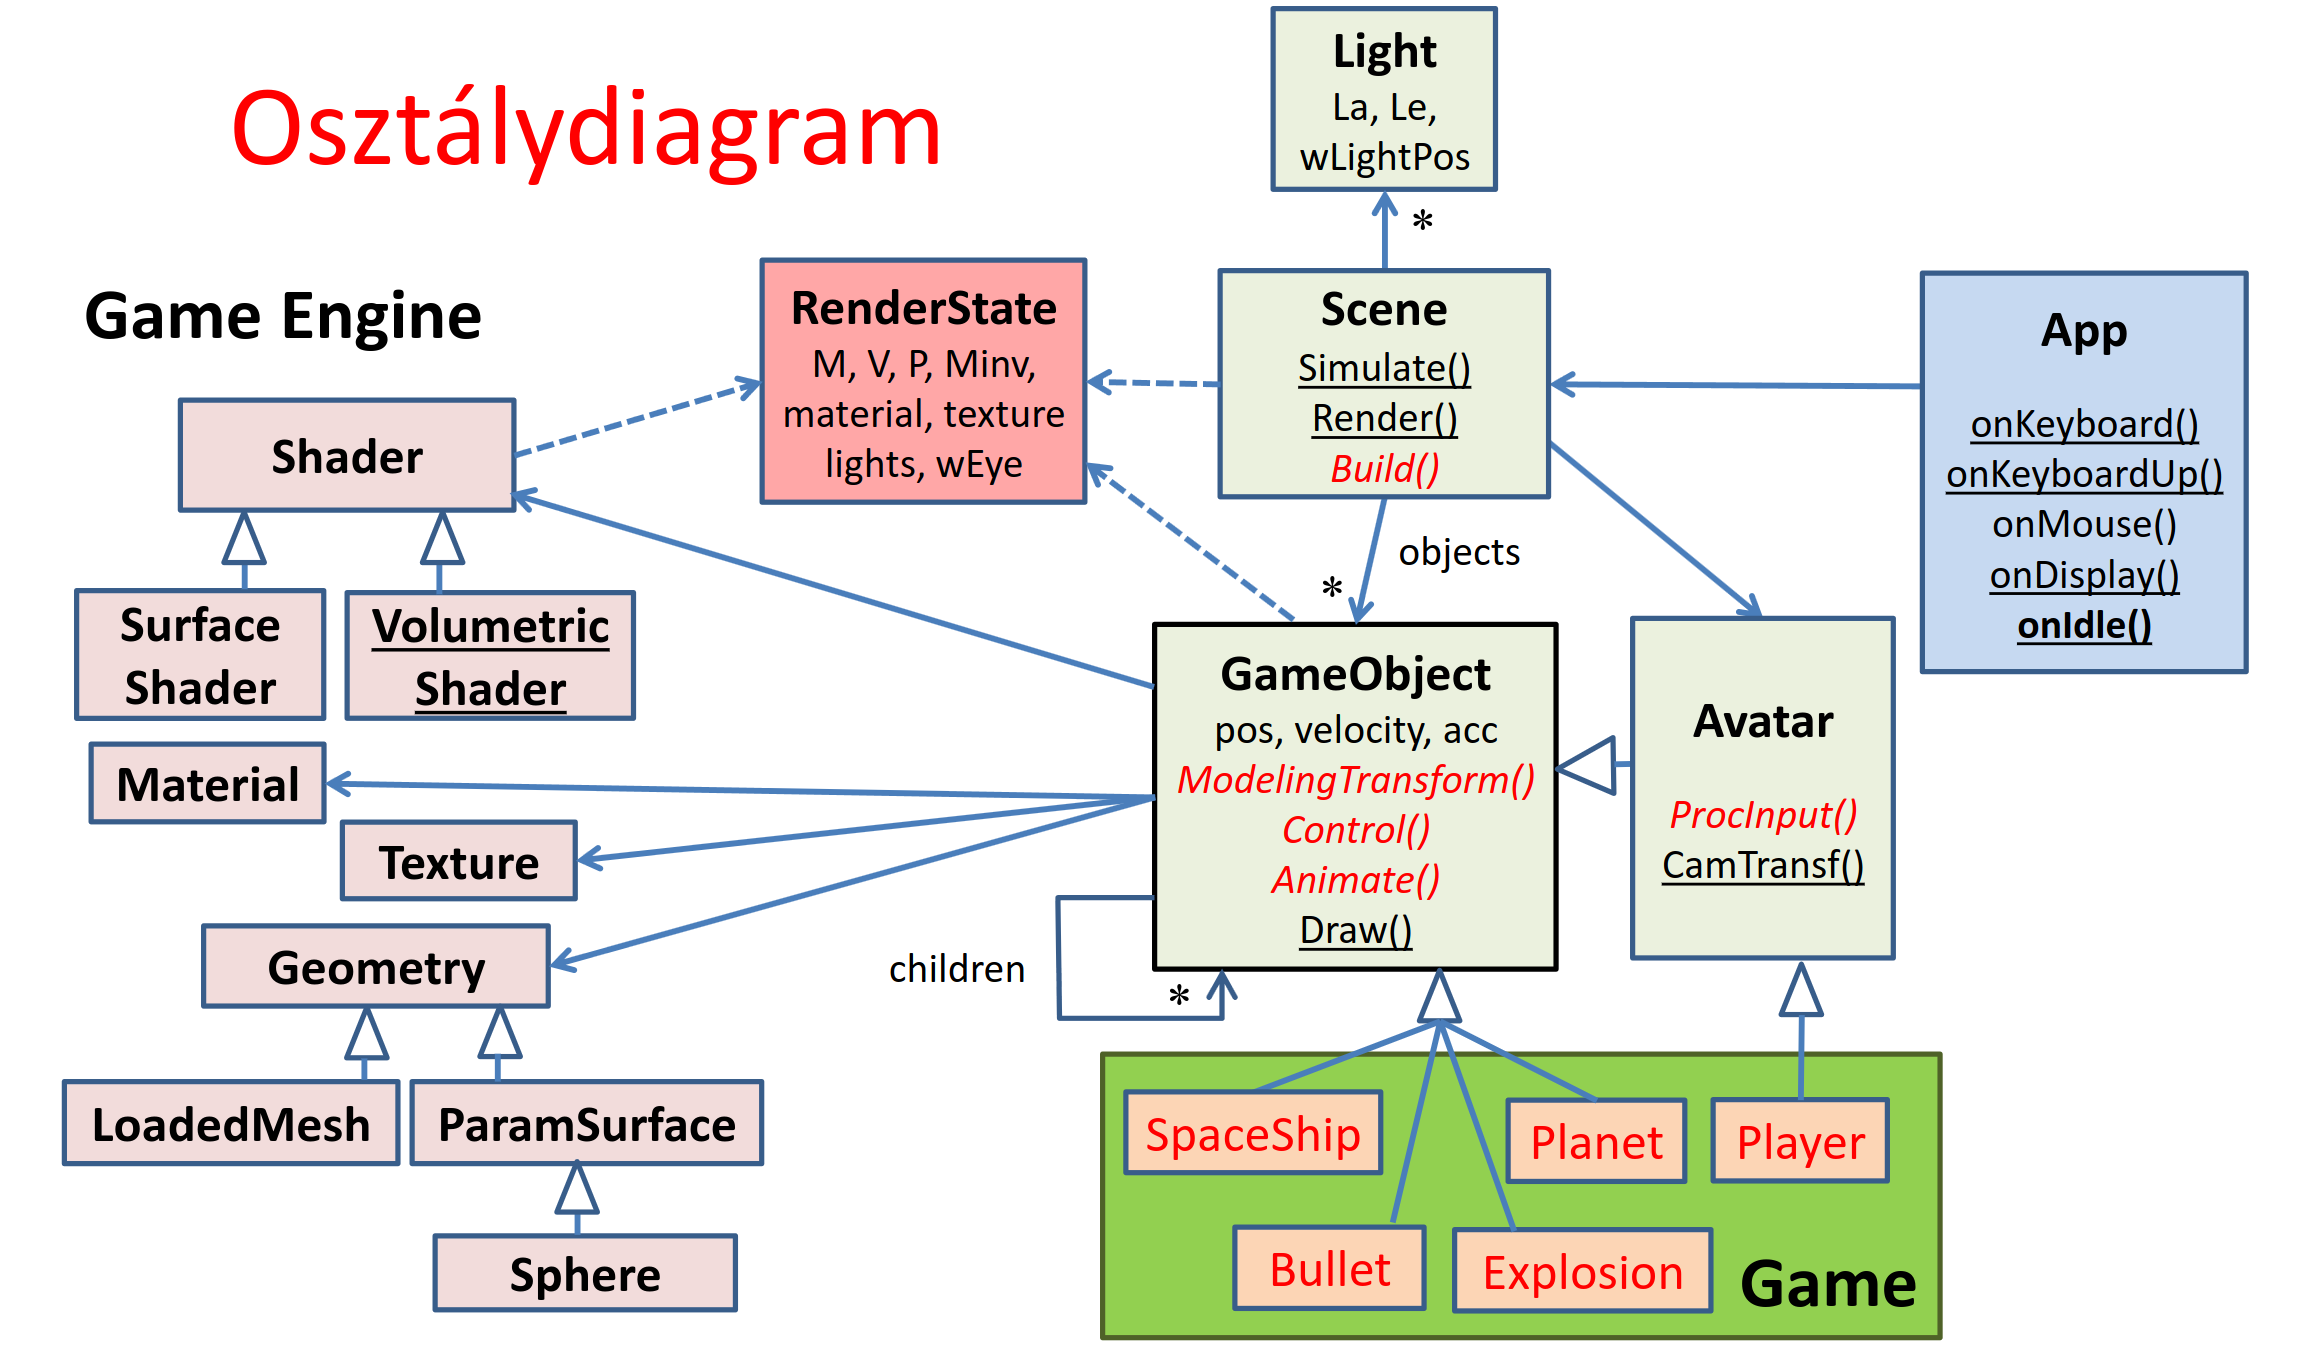 Osztálydiagram
Game Engine
Light
La, Le,
wLightPos
*
RenderState
M, V, P, Minv,
material, texture
lights, wEye
Scene
Simulate()
Render()
Build()
App
onKeyboard()
onKeyboardUp()
onMouse()
onDisplay()
onIdle()
Shader
Surface
Shader
Volumetric
Shader
objects
*
GameObject
pos, velocity, acc
ModelingTransform()
Control()
Animate()
Draw()
Avatar
ProcInput()
CamTransf()
Material
Texture
Geometry
children
*
LoadedMesh
ParamSurface
Sphere
SpaceShip
Planet
Player
Bullet
Explosion
Game